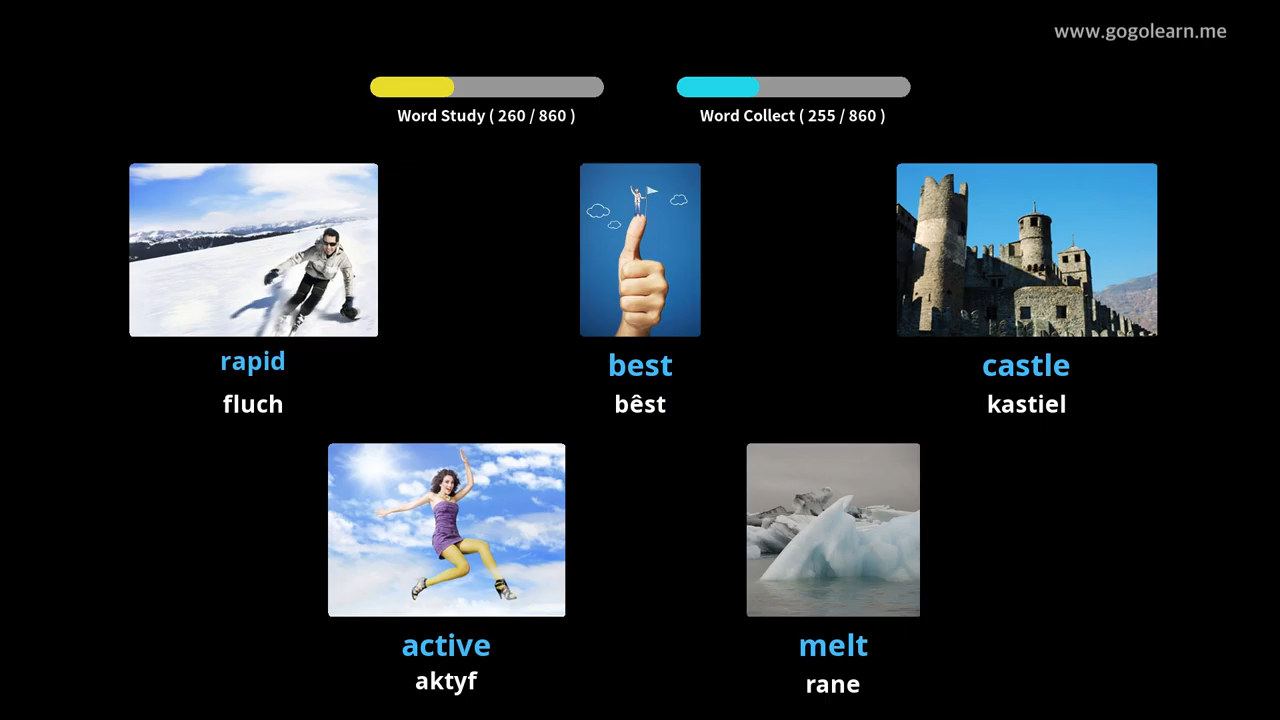 www.gogolearn.me
Word Study ( 260 / 860 )
Word Collect ( 255 / 860 )
rapid
fluch
best
bêst
castle
kastiel
active
aktyf
melt
rane